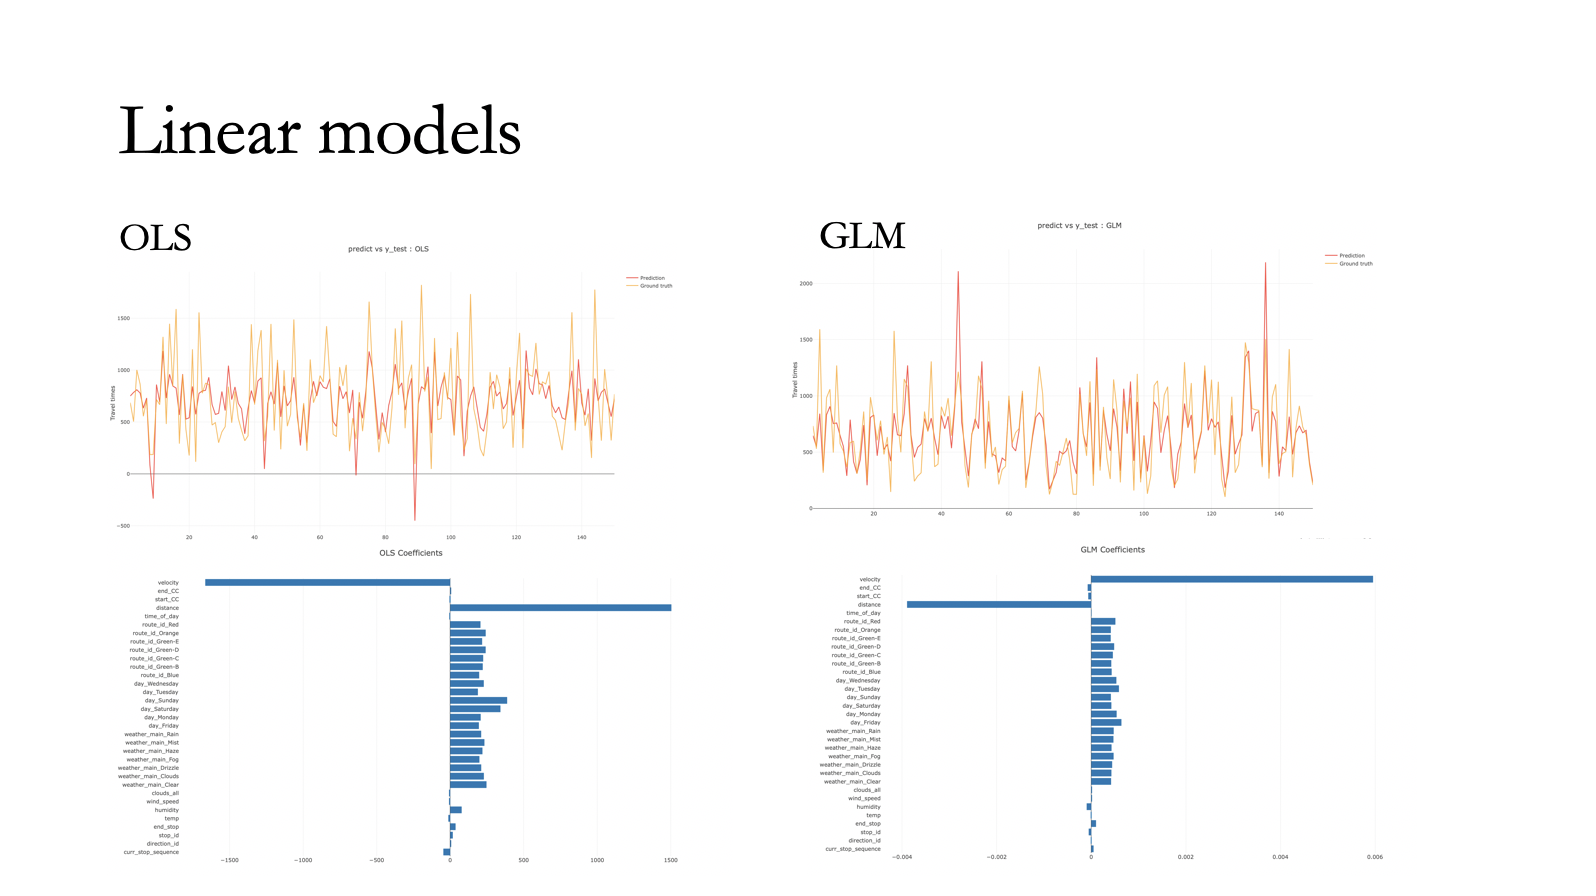 Linear models
OLS
predict vs y_test : OLS
Prediction
Ground truth
Travel times
1500
1000
500
0
−500
20
40
60
80
100
120
140
OLS Coefficients
velocity
end_CC
start_CC
distance
time_of_day
route_id_Red
route_id_Orange
route_id_Green-E
route_id_Green-D
route_id_Green-C
route_id_Green-B
route_id_Blue
day_Wednesday
day_Tuesday
day_Sunday
day_Saturday
day_Monday
day_Friday
weather_main_Rain
weather_main_Mist
weather_main_Haze
weather_main_Fog
weather_main_Drizzle
weather_main_Clouds
weather_main_Clear
clouds_all
wind_speed
humidity
temp
end_stop
stop_id
direction_id
curr_stop_sequence
−1500
−1000
−500
0
500
1000
1500
GLM
predict vs y_test : GLM
Prediction
Ground truth
Travel times
2000
1500
1000
500
0
20
40
60
80
100
120
140
GLM Coefficients
velocity
end_CC
start_CC
distance
time_of_day
route_id_Red
route_id_Orange
route_id_Green-E
route_id_Green-D
route_id_Green-C
route_id_Green-B
route_id_Blue
day_Wednesday
day_Tuesday
day_Sunday
day_Saturday
day_Monday
day_Friday
weather_main_Rain
weather_main_Mist
weather_main_Haze
weather_main_Fog
weather_main_Drizzle
weather_main_Clouds
weather_main_Clear
clouds_all
wind_speed
humidity
temp
end_stop
stop_id
direction_id
curr_stop_sequence
−0.004
−0.002
0
0.002
0.004
0.006